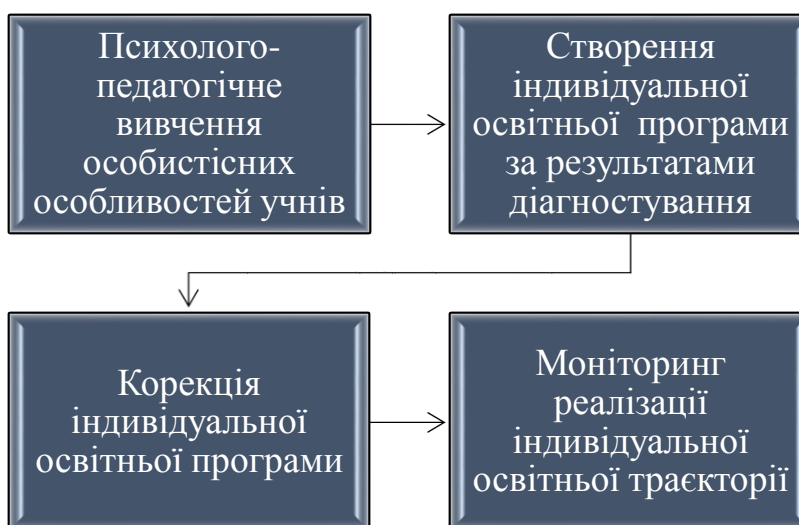 Психолого-
педагогічне
вивчення
особистісних
особливостей учнів
Створення
індивідуальної
освітньої програми
за результатами
діагностування
Корекція
індивідуальної
освітньої програми
Моніторинг
реалізації
індивідуальної
освітньої траєкторії